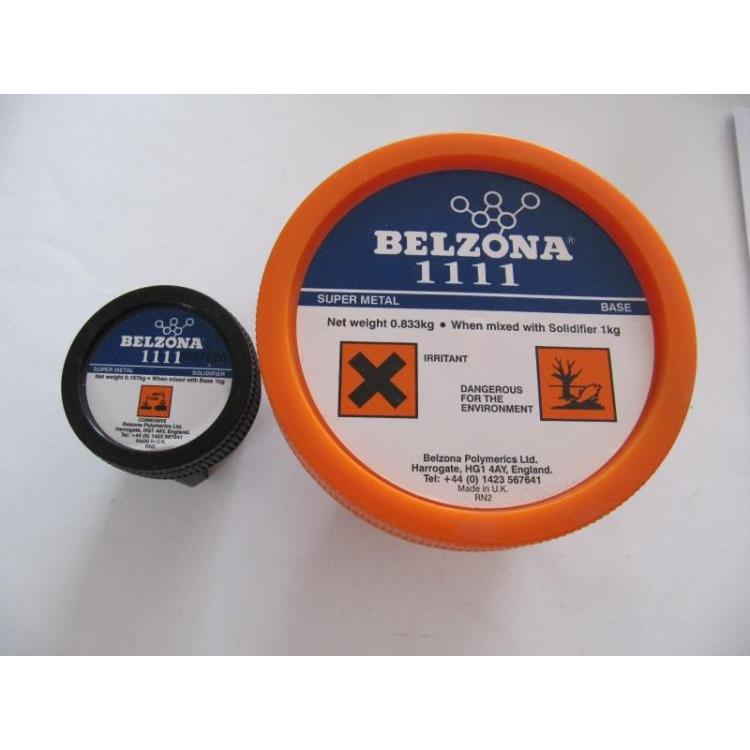 BELZONA
1111
SUPER METAL SOLIDIFIER
Net weight 0.167kg • When mixed with Base 1kg
CORROSIVE
Belzona Polymerics Ltd.
Harrogate, HG1 4AY, England.
Tel: +44 (0) 1423 567641
Made in U.K.
RN2
BELZONA®
1111
SUPER METAL BASE
Net weight 0.833kg • When mixed with Solidifier 1kg
IRRITANT
DANGEROUS
FOR THE
ENVIRONMENT
Belzona Polymerics Ltd.
Harrogate, HG1 4AY, England.
Tel: +44 (0) 1423 567641
Made in U.K.
RN2